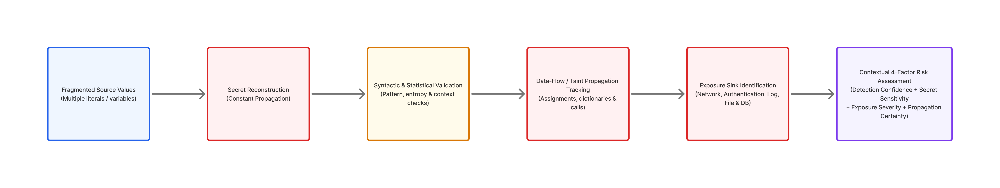 Fragmented Source Values
(Multiple literals / variables)
Secret Reconstruction
(Constant Propagation)
Syntactic & Statistical Validation
(Pattern, entropy & context
checks)
Data-Flow / Taint Propagation
Tracking
(Assignments, dictionaries &
calls)
Exposure Sink Identification
(Network, Authentication, Log,
File & DB)
Contextual 4-Factor Risk
Assessment
(Detection Confidence + Secret
Sensitivity
+ Exposure Severity + Propagation
Certainty)